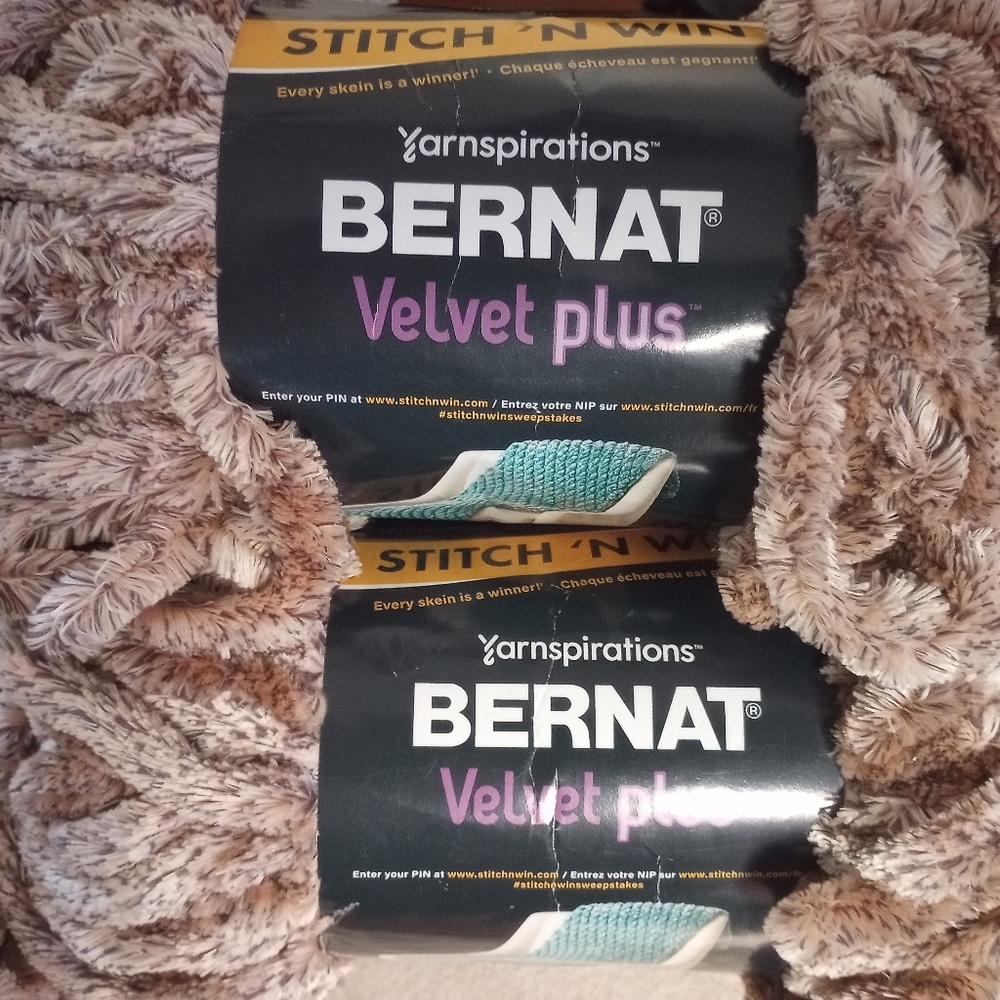 STITCH 'N WIN
Every skein is a winner!† • Chaque écheveau est gagnant!†
Yarnspirations™
BERNAT®
Velvet plus™
Enter your PIN at www.stitchnwin.com / Entrez votre NIP sur www.stitchnwin.com/fr
#stitchnwinsweepstakes
STITCH 'N
Every skein is a winner!† • Chaque écheveau est
Yarnspirations™
BERNAT®
Velvet plus
Enter your PIN at www.stitchnwin.com / Entrez votre NIP sur www.stitchnwin.com/fr
#stitchnwinsweepstakes